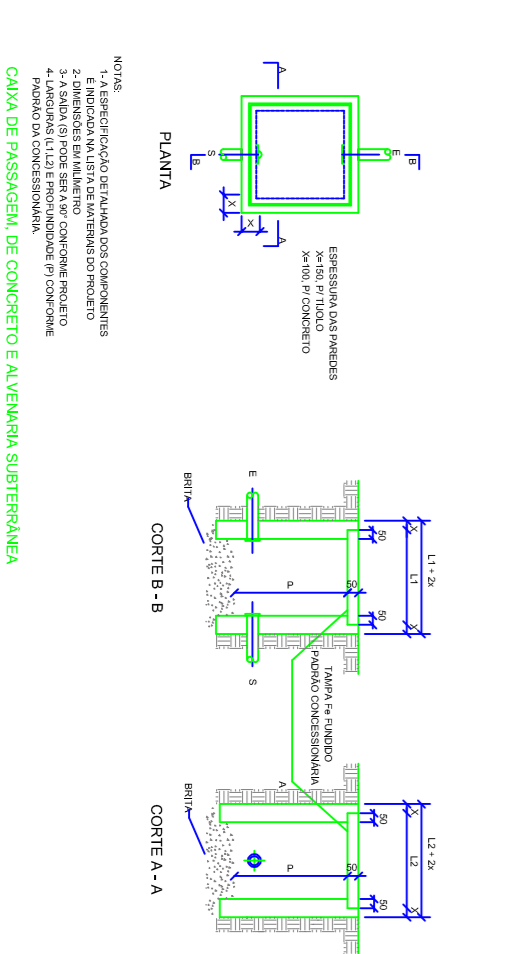 A
A
B
B
E
S
X
X
PLANTA
ESPESSURA DAS PAREDES
X=150, P/ TIJOLO
X=100, P/ CONCRETO
L1 + 2x
X
L1
X
50
50
50
P
E
S
BRITA
CORTE B - B
TAMPA Fe FUNDIDO
PADRÃO CONCESSIONÁRIA
L2 + 2x
X
L2
X
50
50
50
P
A
BRITA
CORTE A - A
NOTAS:
1- A ESPECIFICAÇÃO DETALHADA DOS COMPONENTES
É INDICADA NA LISTA DE MATERIAIS DO PROJETO
2- DIMENSÕES EM MILÍMETRO
3- A SAÍDA (S) PODE SER A 90° CONFORME PROJETO
4- LARGURAS (L1,L2) E PROFUNDIDADE (P) CONFORME
PADRÃO DA CONCESSIONÁRIA.
CAIXA DE PASSAGEM, DE CONCRETO E ALVENARIA SUBTERRÂNEA